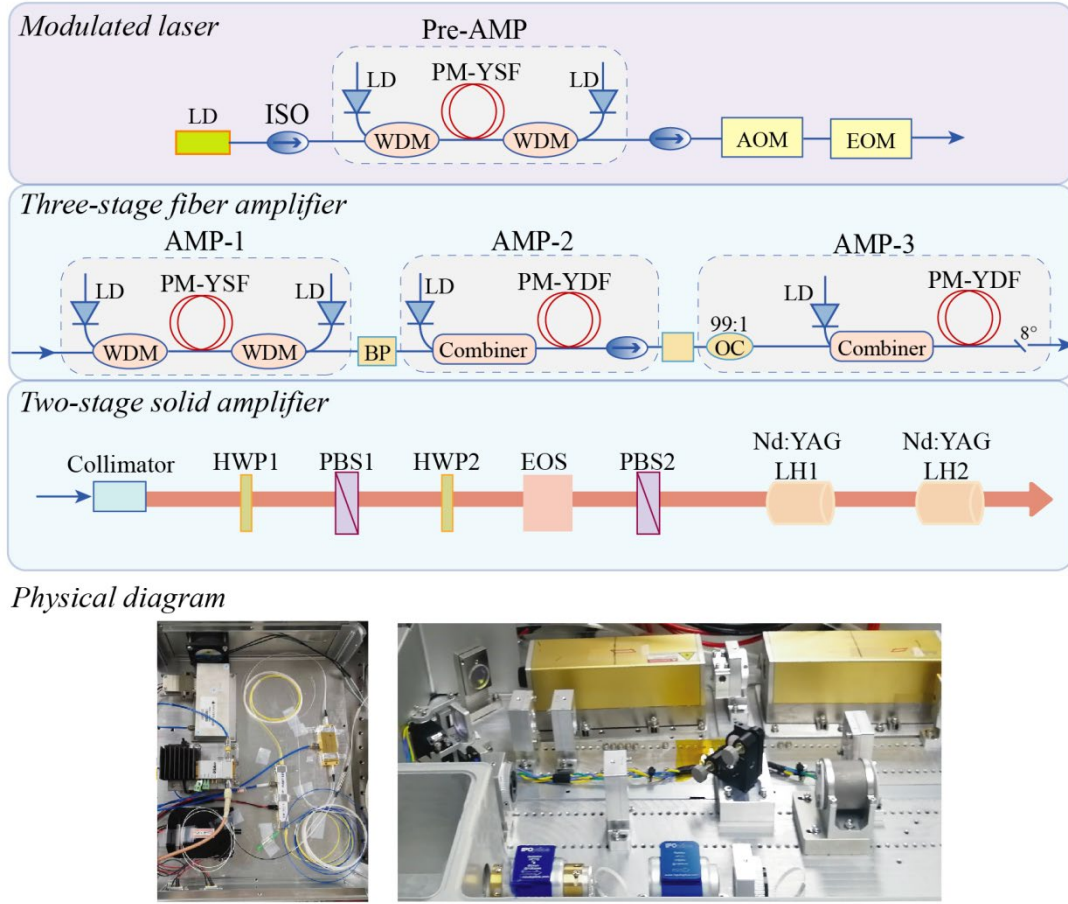 Modulated laser
Pre-AMP
LD
PM-YSF
LD
LD
ISO
WDM
WDM
AOM
EOM
Three-stage fiber amplifier
AMP-1
AMP-2
AMP-3
LD
PM-YSF
LD
LD
PM-YDF
LD
PM-YDF
99:1
8°
WDM
WDM
BP
Combiner
OC
Combiner
Two-stage solid amplifier
Collimator
HWP1
PBS1
HWP2
EOS
PBS2
Nd:YAG
LH1
Nd:YAG
LH2
Physical diagram